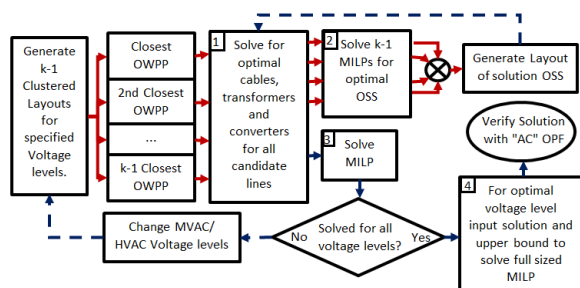 Generate
k-1
Clustered
Layouts
for
specified
Voltage
levels.
Closest
OWPP
2nd Closest
OWPP
...
k-1 Closest
OWPP
1
Solve for
optimal
cables,
transformers
and
converters
for all
candidate
lines
2
Solve k-1
MILPs for
optimal
OSS
Generate Layout
of solution OSS
3
Solve
MILP
Verify Solution
with "AC" OPF
Change MVAC/
HVAC Voltage levels
No
Solved for all
voltage levels?
Yes
4
For optimal
voltage level
input solution and
upper bound to
solve full sized
MILP